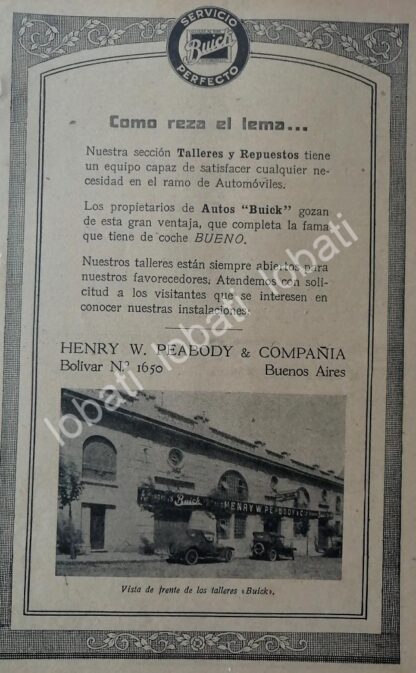 SERVICIO
Buick
PERFECTO
Como reza el lema...
Nuestra sección Talleres y Repuestos tiene
un equipo capaz de satisfacer cualquier ne-
cesidad en el ramo de Automóviles.
Los propietarios de Autos "Buick" gozan
de esta gran ventaja, que completa la fama
que tiene de coche BUENO.
Nuestros talleres están siempre abiertos para
nuestros favorecedores. Atendemos con soli-
citud a los visitantes que se interesen en
conocer nuestras instalaciones.
lobati lobati lobati
HENRY W. PEABODY & COMPAÑIA
Bolívar N.º 1650 Buenos Aires
Buick HENRY W. PEABODY & C
Vista de frente de los talleres «Buick».